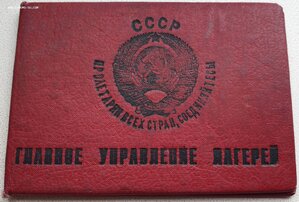 СССР
ПРОЛЕТАРИИ ВСЕХ СТРАН, СОЕДИНЯЙТЕСЬ
ГЛАВНОЕ УПРАВЛЕНИЕ ЛАГЕРЕЙ